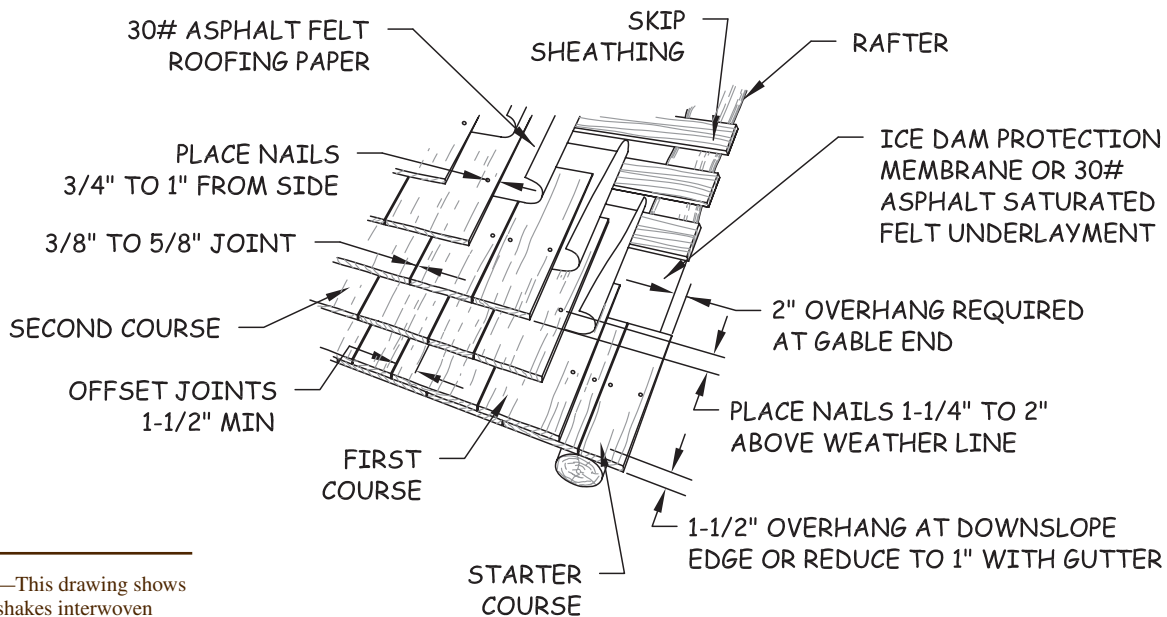 30# ASPHALT FELT
ROOFING PAPER
SKIP
SHEATHING
RAFTER
PLACE NAILS
3/4" TO 1" FROM SIDE
ICE DAM PROTECTION
MEMBRANE OR 30#
ASPHALT SATURATED
FELT UNDERLAYMENT
3/8" TO 5/8" JOINT
SECOND COURSE
2" OVERHANG REQUIRED
AT GABLE END
OFFSET JOINTS
1-1/2" MIN
PLACE NAILS 1-1/4" TO 2"
ABOVE WEATHER LINE
FIRST
COURSE
1-1/2" OVERHANG AT DOWNSLOPE
EDGE OR REDUCE TO 1" WITH GUTTER
STARTER
COURSE
—This drawing shows
shakes interwoven